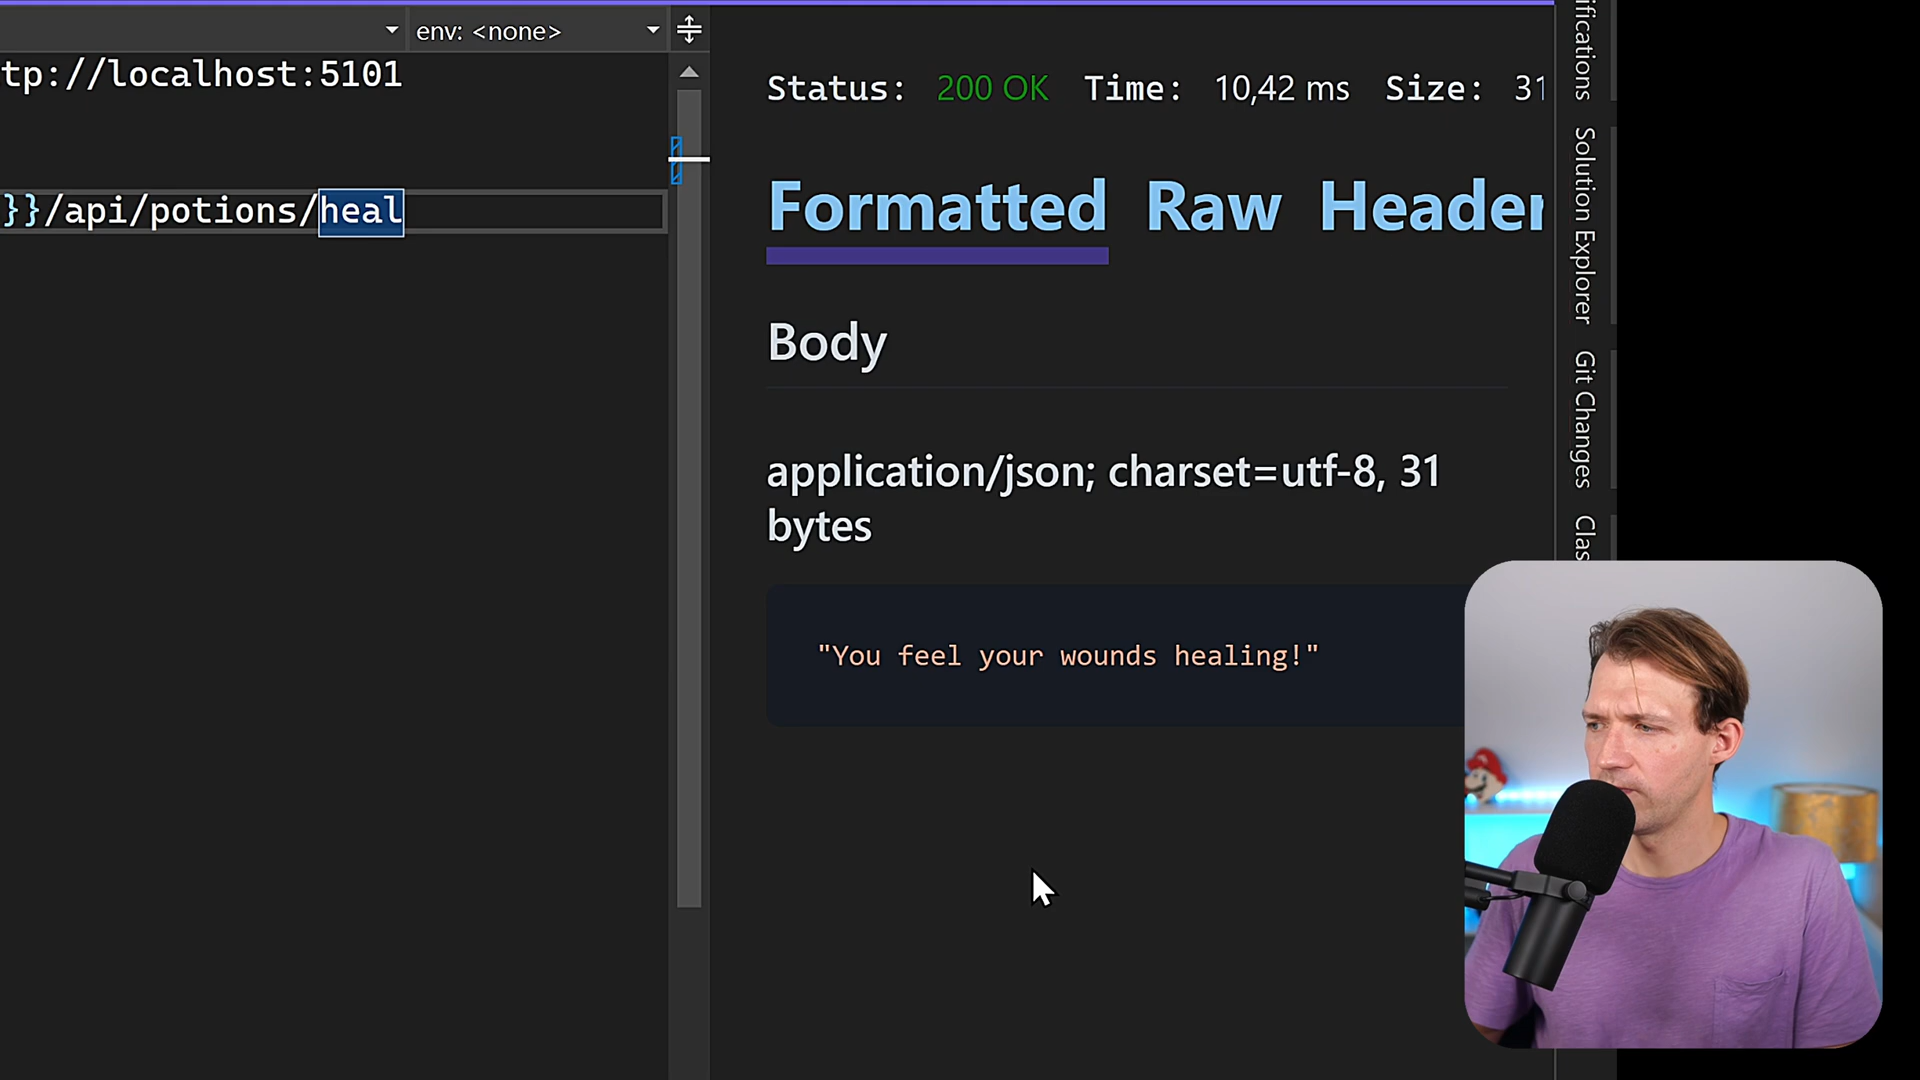 env: <none>
tp://localhost:5101
}}/api/potions/heal
Status: 200 OK Time: 10,42 ms Size: 31
Formatted Raw Header
Body
application/json; charset=utf-8, 31
bytes
"You feel your wounds healing!"
ifications
Solution Explorer
Git Changes
Clas